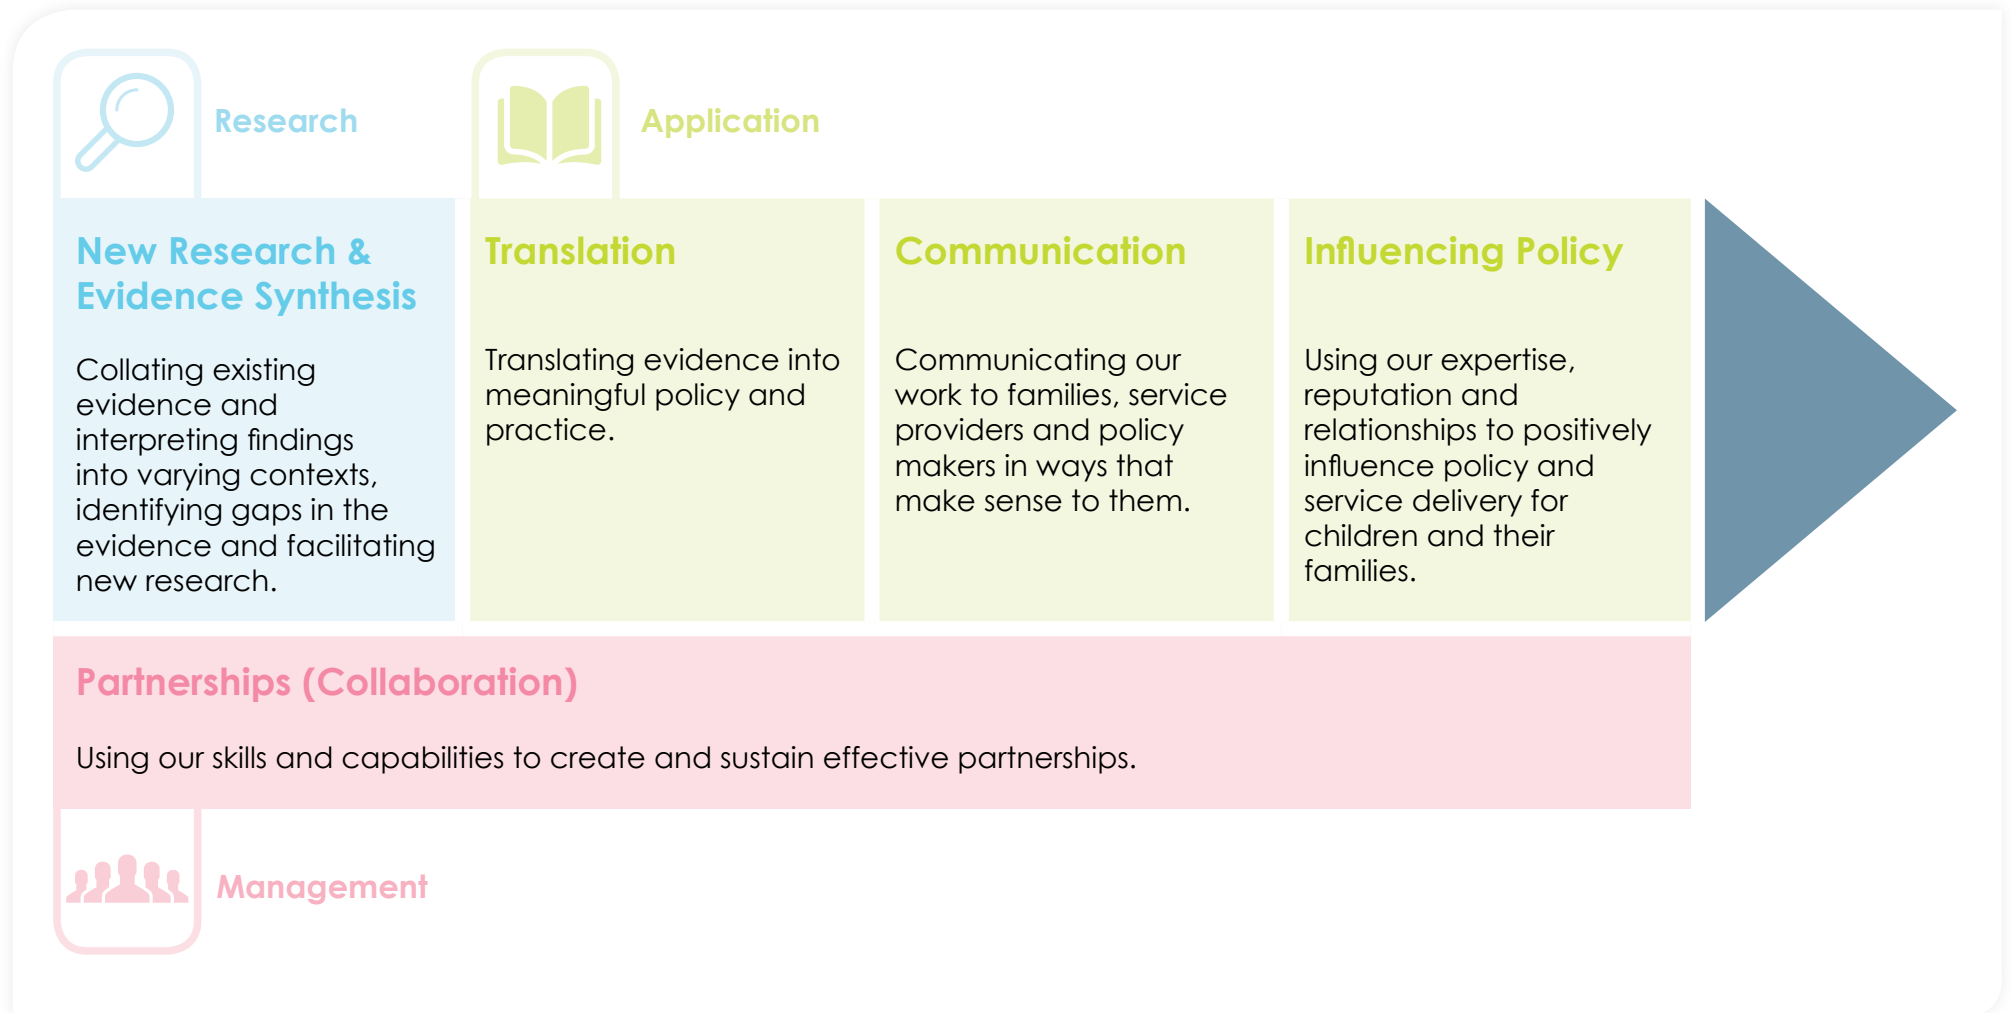 Research
Application
New Research &
Evidence Synthesis
Collating existing
evidence and
interpreting findings
into varying contexts,
identifying gaps in the
evidence and facilitating
new research.
Translation
Translating evidence into
meaningful policy and
practice.
Communication
Communicating our
work to families, service
providers and policy
makers in ways that
make sense to them.
Influencing Policy
Using our expertise,
reputation and
relationships to positively
influence policy and
service delivery for
children and their
families.
Partnerships (Collaboration)
Using our skills and capabilities to create and sustain effective partnerships.
Management